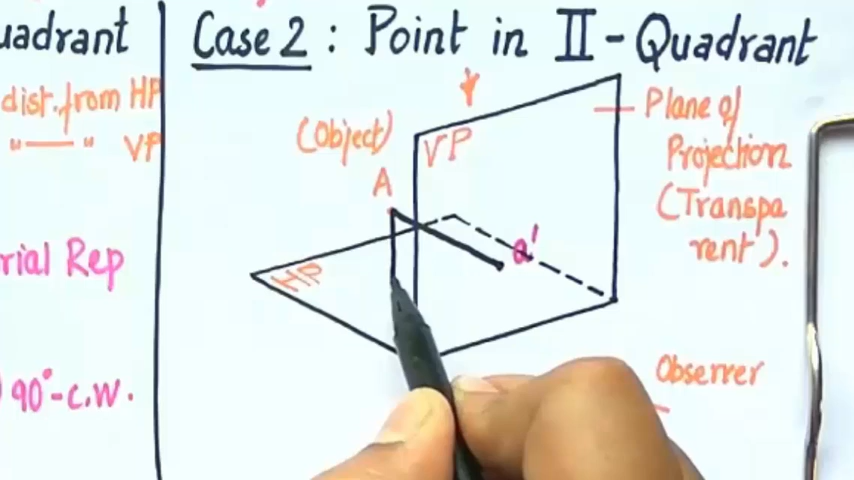 uadrant
dist. from HP
"—" VP
rial Rep
90°-C.W.
Case 2 : Point in II - Quadrant
(Object)
A
VP
HP
a'
Plane of
Projection
(Transpa
rent).
Observer